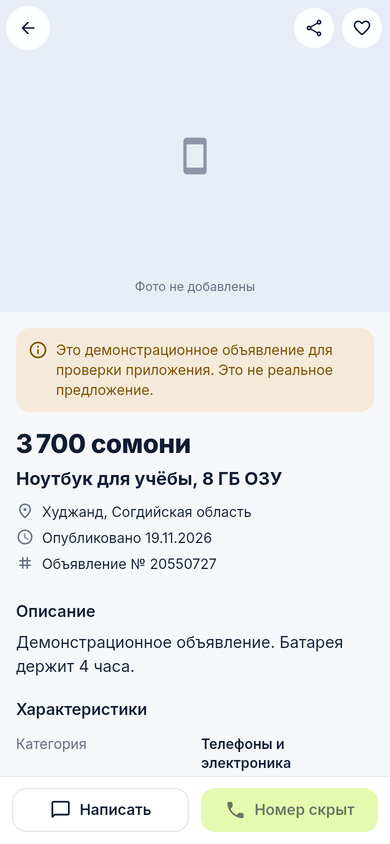 Фото не добавлены
Это демонстрационное объявление для
проверки приложения. Это не реальное
предложение.
3 700 сомони
Ноутбук для учёбы, 8 ГБ ОЗУ
Худжанд, Согдийская область
Опубликовано 19.11.2026
Объявление № 20550727
Описание
Демонстрационное объявление. Батарея
держит 4 часа.
Характеристики
Категория
Телефоны и
электроника
Написать
Номер скрыт